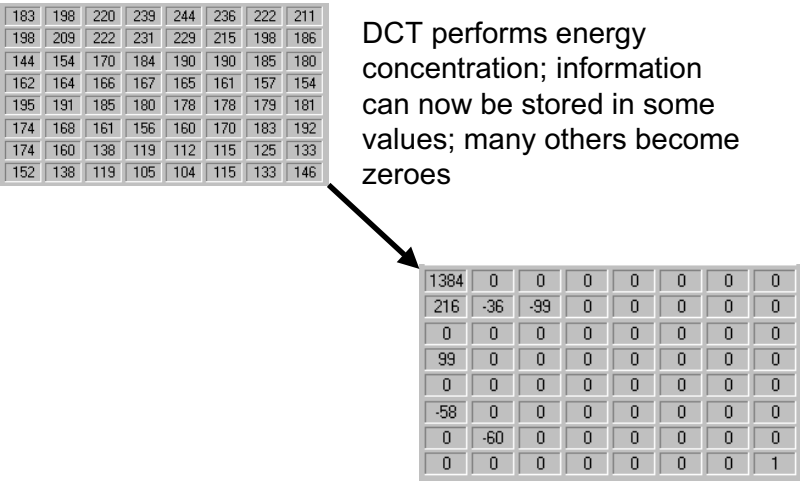 183 198 220 239 244 236 222 211
198 209 222 231 229 215 198 186
144 154 170 184 190 190 185 180
162 164 166 167 165 161 157 154
195 191 185 180 178 178 179 181
174 168 161 156 160 170 183 192
174 160 138 119 112 115 125 133
152 138 119 105 104 115 133 146
DCT performs energy
concentration; information
can now be stored in some
values; many others become
zeroes
1384 0 0 0 0 0 0 0
216 -36 -99 0 0 0 0 0
0 0 0 0 0 0 0 0
99 0 0 0 0 0 0 0
0 0 0 0 0 0 0 0
-58 0 0 0 0 0 0 0
0 -60 0 0 0 0 0 0
0 0 0 0 0 0 0 1